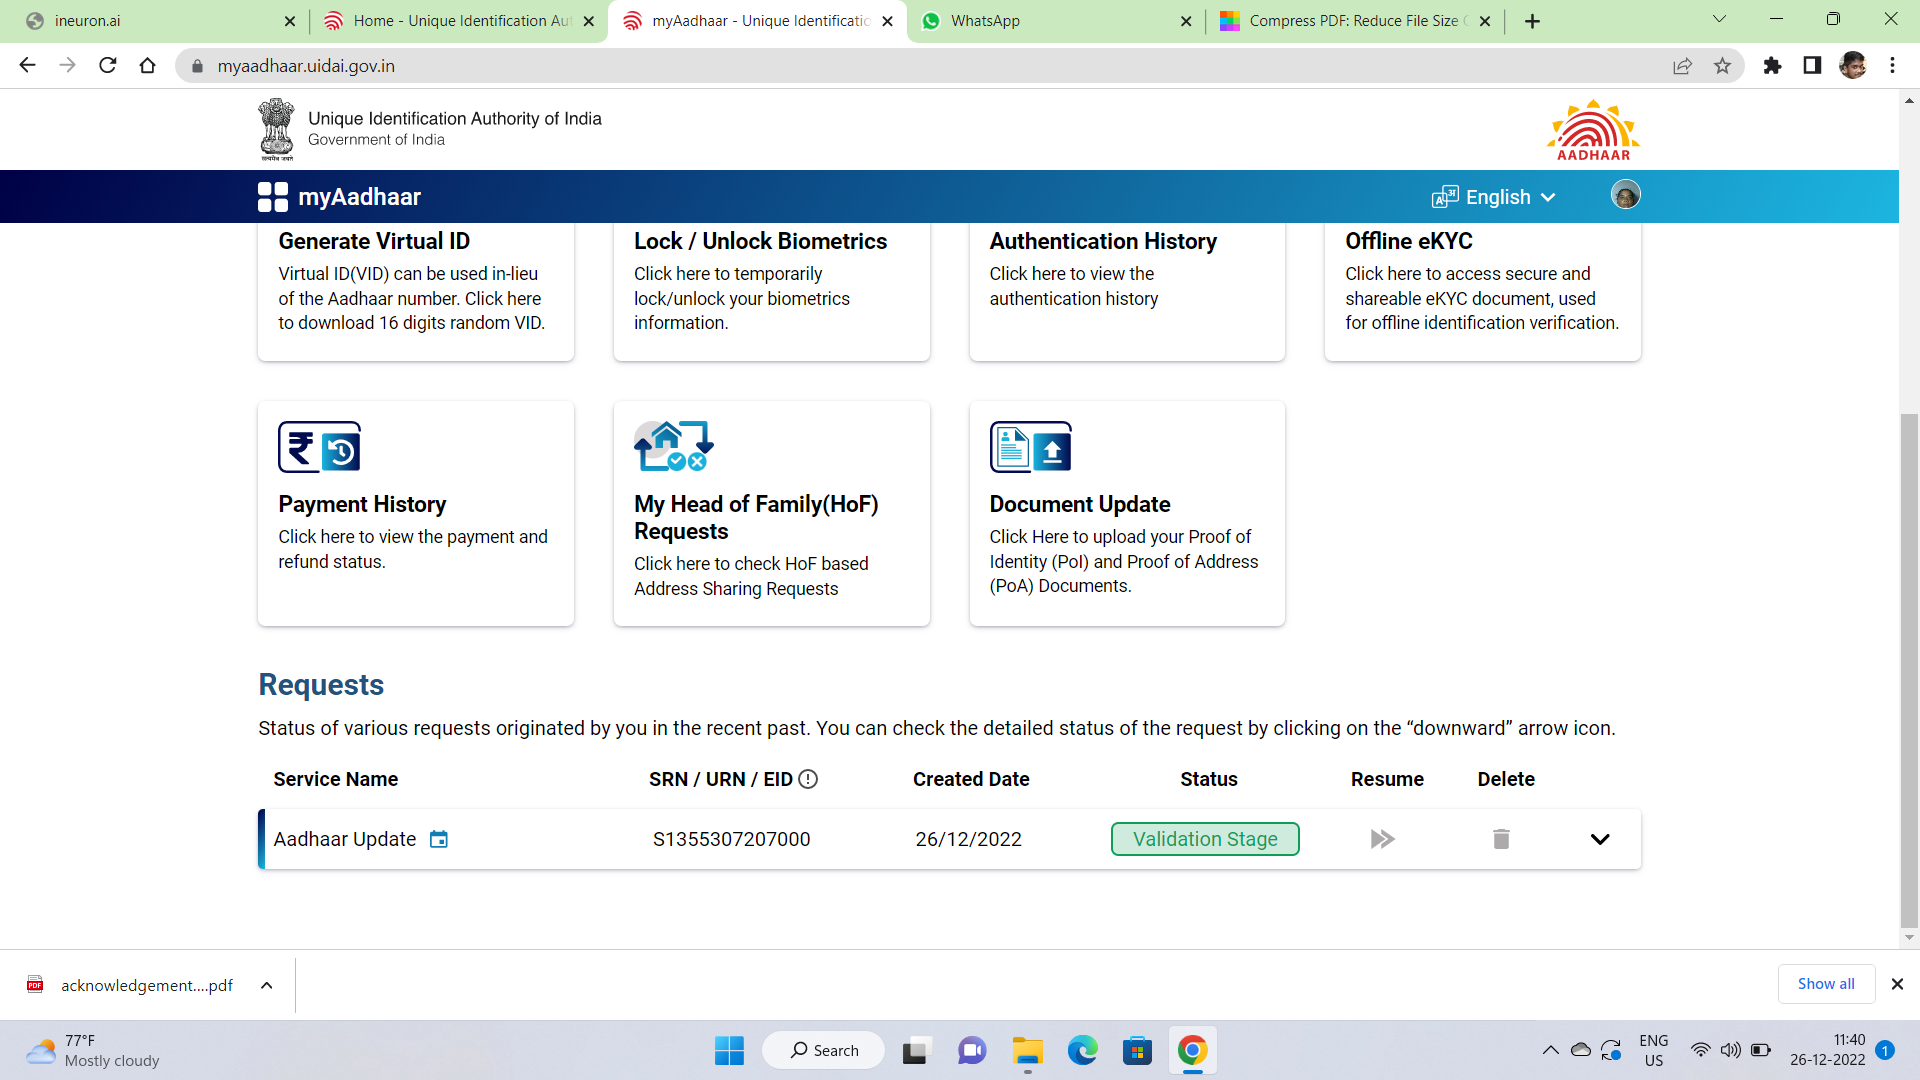 ineuron.ai
Home - Unique Identification Aut
myAadhaar - Unique Identificatio
WhatsApp
Compress PDF: Reduce File Size
myaadhaar.uidai.gov.in
Unique Identification Authority of India
Government of India
सत्यमेव जयते
AADHAAR
myAadhaar
English
Generate Virtual ID
Virtual ID(VID) can be used in-lieu
of the Aadhaar number. Click here
to download 16 digits random VID.
Lock / Unlock Biometrics
Click here to temporarily
lock/unlock your biometrics
information.
Authentication History
Click here to view the
authentication history
Offline eKYC
Click here to access secure and
shareable eKYC document, used
for offline identification verification.
Payment History
Click here to view the payment and
refund status.
My Head of Family(HoF)
Requests
Click here to check HoF based
Address Sharing Requests
Document Update
Click Here to upload your Proof of
Identity (PoI) and Proof of Address
(PoA) Documents.
Requests
Status of various requests originated by you in the recent past. You can check the detailed status of the request by clicking on the “downward” arrow icon.
Service Name SRN / URN / EID Created Date Status Resume Delete
Aadhaar Update S1355307207000 26/12/2022 Validation Stage
PDF acknowledgement....pdf
Show all
77°F
Mostly cloudy
Search
ENG
US
11:40
26-12-2022
1